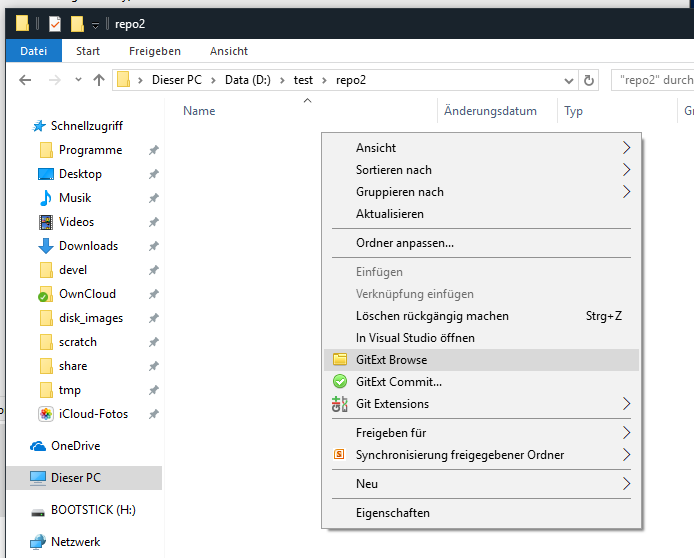 repo2
Datei Start Freigeben Ansicht
Dieser PC Data (D:) test repo2 "repo2" durch
Name Änderungsdatum Typ
Schnellzugriff
Programme
Desktop
Musik
Videos
Downloads
devel
OwnCloud
disk_images
scratch
share
tmp
iCloud-Fotos
OneDrive
Dieser PC
BOOTSTICK (H:)
Netzwerk
Ansicht
Sortieren nach
Gruppieren nach
Aktualisieren
Ordner anpassen...
Einfügen
Verknüpfung einfügen
Löschen rückgängig machen Strg+Z
In Visual Studio öffnen
GitExt Browse
GitExt Commit...
Git Extensions
Freigeben für
Synchronisierung freigegebener Ordner
Neu
Eigenschaften